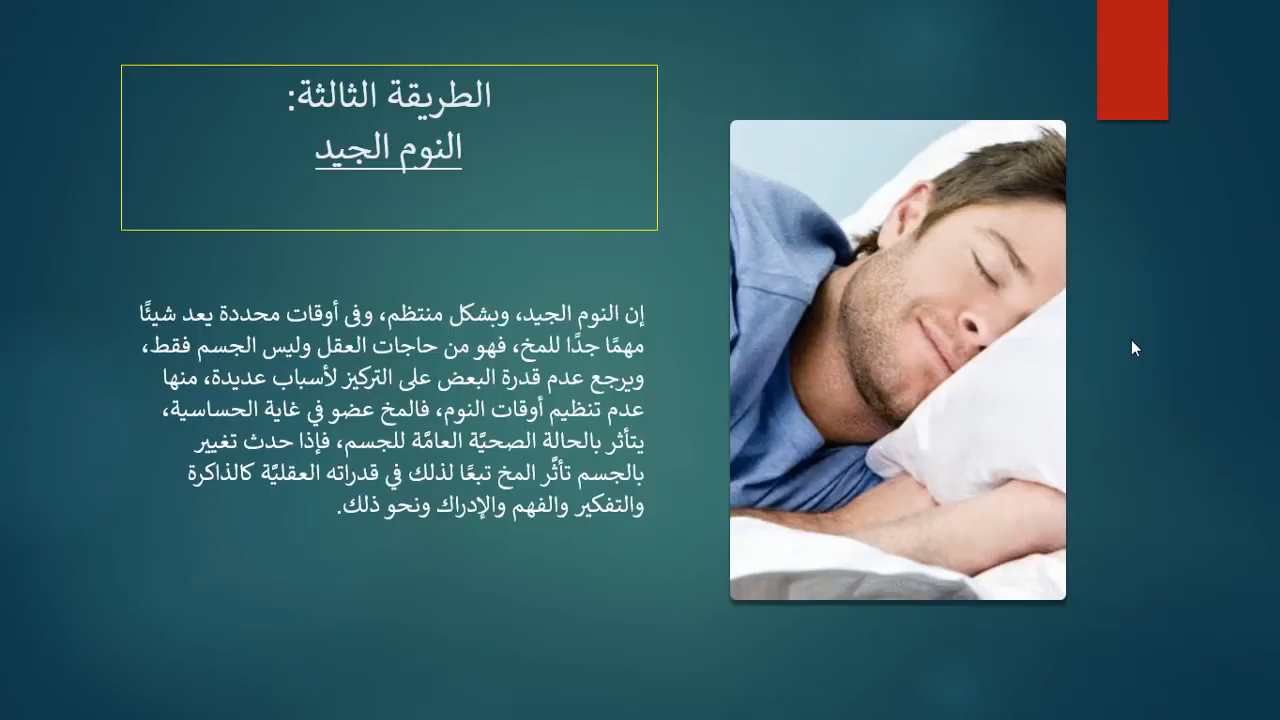 الطريقة الثالثة:
النوم الجيد
إن النوم الجيد، وبشكل منتظم، وفى أوقات محددة يعد شيئًا
مهمًا جدًا للمخ، فهو من حاجات العقل وليس الجسم فقط،
ويرجع عدم قدرة البعض على التركيز لأسباب عديدة، منها
عدم تنظيم أوقات النوم، فالمخ عضو في غاية الحساسية،
يتأثر بالحالة الصحيَّة العامَّة للجسم، فإذا حدث تغيير
بالجسم تأثَّر المخ تبعًا لذلك في قدراته العقليَّة كالذاكرة
والتفكير والفهم والإدراك ونحو ذلك.